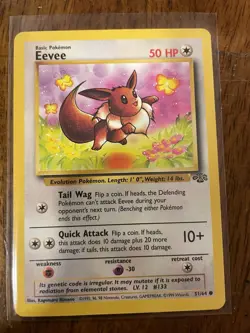 Basic Pokémon
Eevee
50 HP
Evolution Pokémon. Length: 1' 0", Weight: 14 lbs.
Tail Wag Flip a coin. If heads, the Defending
Pokémon can't attack Eevee during your
opponent's next turn. (Benching either Pokémon
ends this effect.)
Quick Attack Flip a coin. If heads, this
attack does 10 damage plus 20 more
damage; if tails, this attack does 10 damage.
10+
weakness
resistance
retreat cost
-30
Its genetic code is irregular. It may mutate if it is exposed to
radiation from elemental stones. LV. 12 #133
Illus. Kagemaru Himeno
51/64